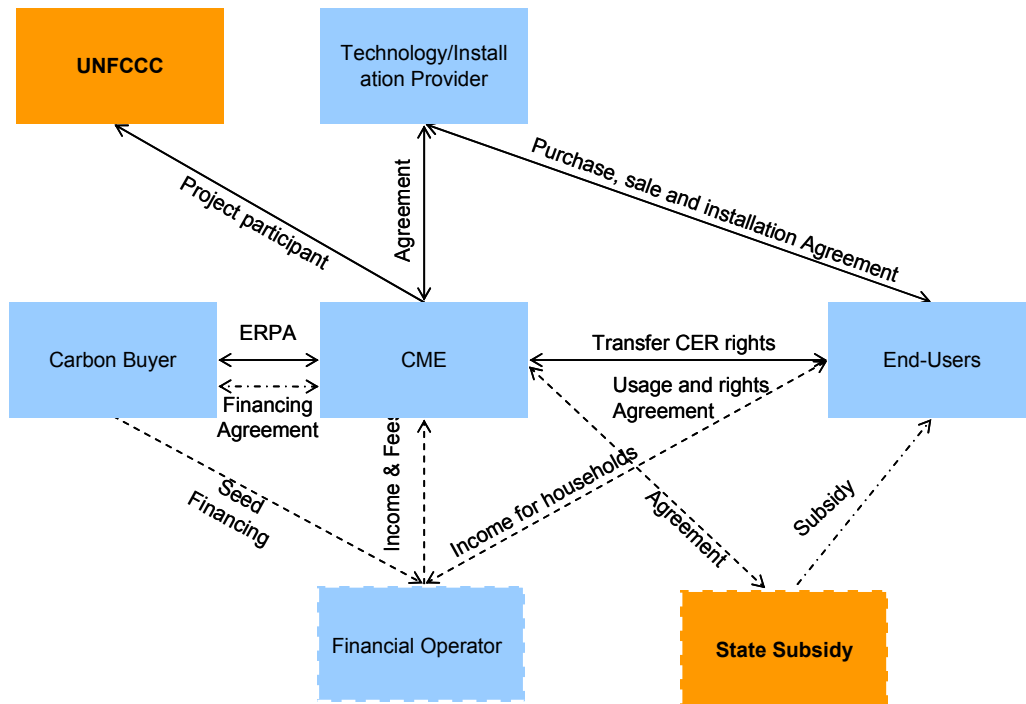 UNFCCC
Technology/Install
ation Provider
Purchase, sale and installation Agreement
Project participant
Agreement
Carbon Buyer
ERPA
CME
Transfer CER rights
End-Users
Financing
Agreement
Usage and rights
Agreement
Seed
Financing
Income & Fees
Income for households
Agreement
Subsidy
Financial Operator
State Subsidy